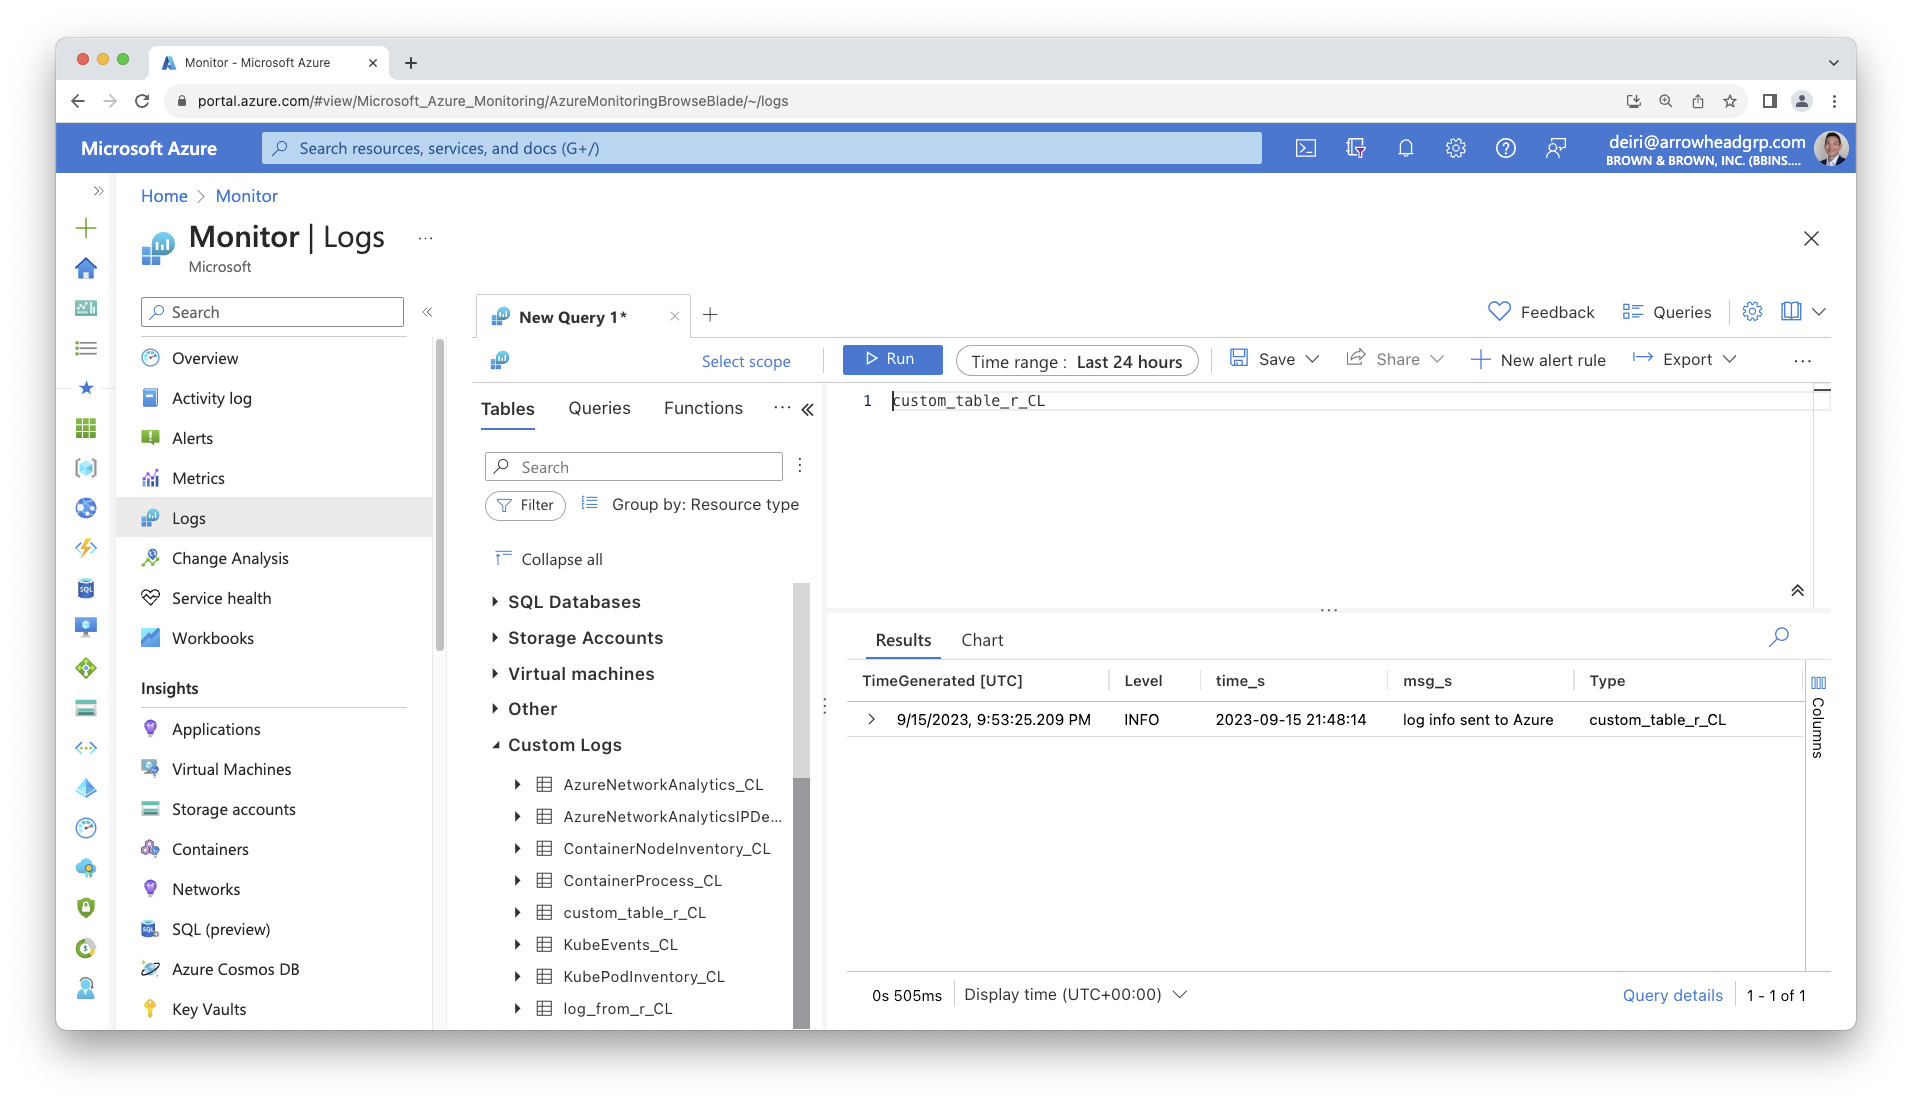 Monitor - Microsoft Azure
portal.azure.com/#view/Microsoft_Azure_Monitoring/AzureMonitoringBrowseBlade/~/logs
Microsoft Azure
Search resources, services, and docs (G+/)
deiri@arrowheadgrp.com
BROWN & BROWN, INC. (BBINS....
Home > Monitor
Monitor | Logs
...
Microsoft
Search
Overview
Activity log
Alerts
Metrics
Logs
Change Analysis
Service health
Workbooks
Insights
Applications
Virtual Machines
Storage accounts
Containers
Networks
SQL (preview)
Azure Cosmos DB
Key Vaults
New Query 1*
Feedback
Queries
Select scope
Run
Time range : Last 24 hours
Save
Share
New alert rule
Export
...
Tables
Queries
Functions
...
Search
Filter
Group by: Resource type
Collapse all
SQL Databases
Storage Accounts
Virtual machines
Other
Custom Logs
AzureNetworkAnalytics_CL
AzureNetworkAnalyticsIPDe...
ContainerNodeInventory_CL
ContainerProcess_CL
custom_table_r_CL
KubeEvents_CL
KubePodInventory_CL
log_from_r_CL
1 custom_table_r_CL
Results
Chart
TimeGenerated [UTC] Level time_s msg_s Type
9/15/2023, 9:53:25.209 PM INFO 2023-09-15 21:48:14 log info sent to Azure custom_table_r_CL
Columns
0s 505ms
Display time (UTC+00:00)
Query details
1 - 1 of 1